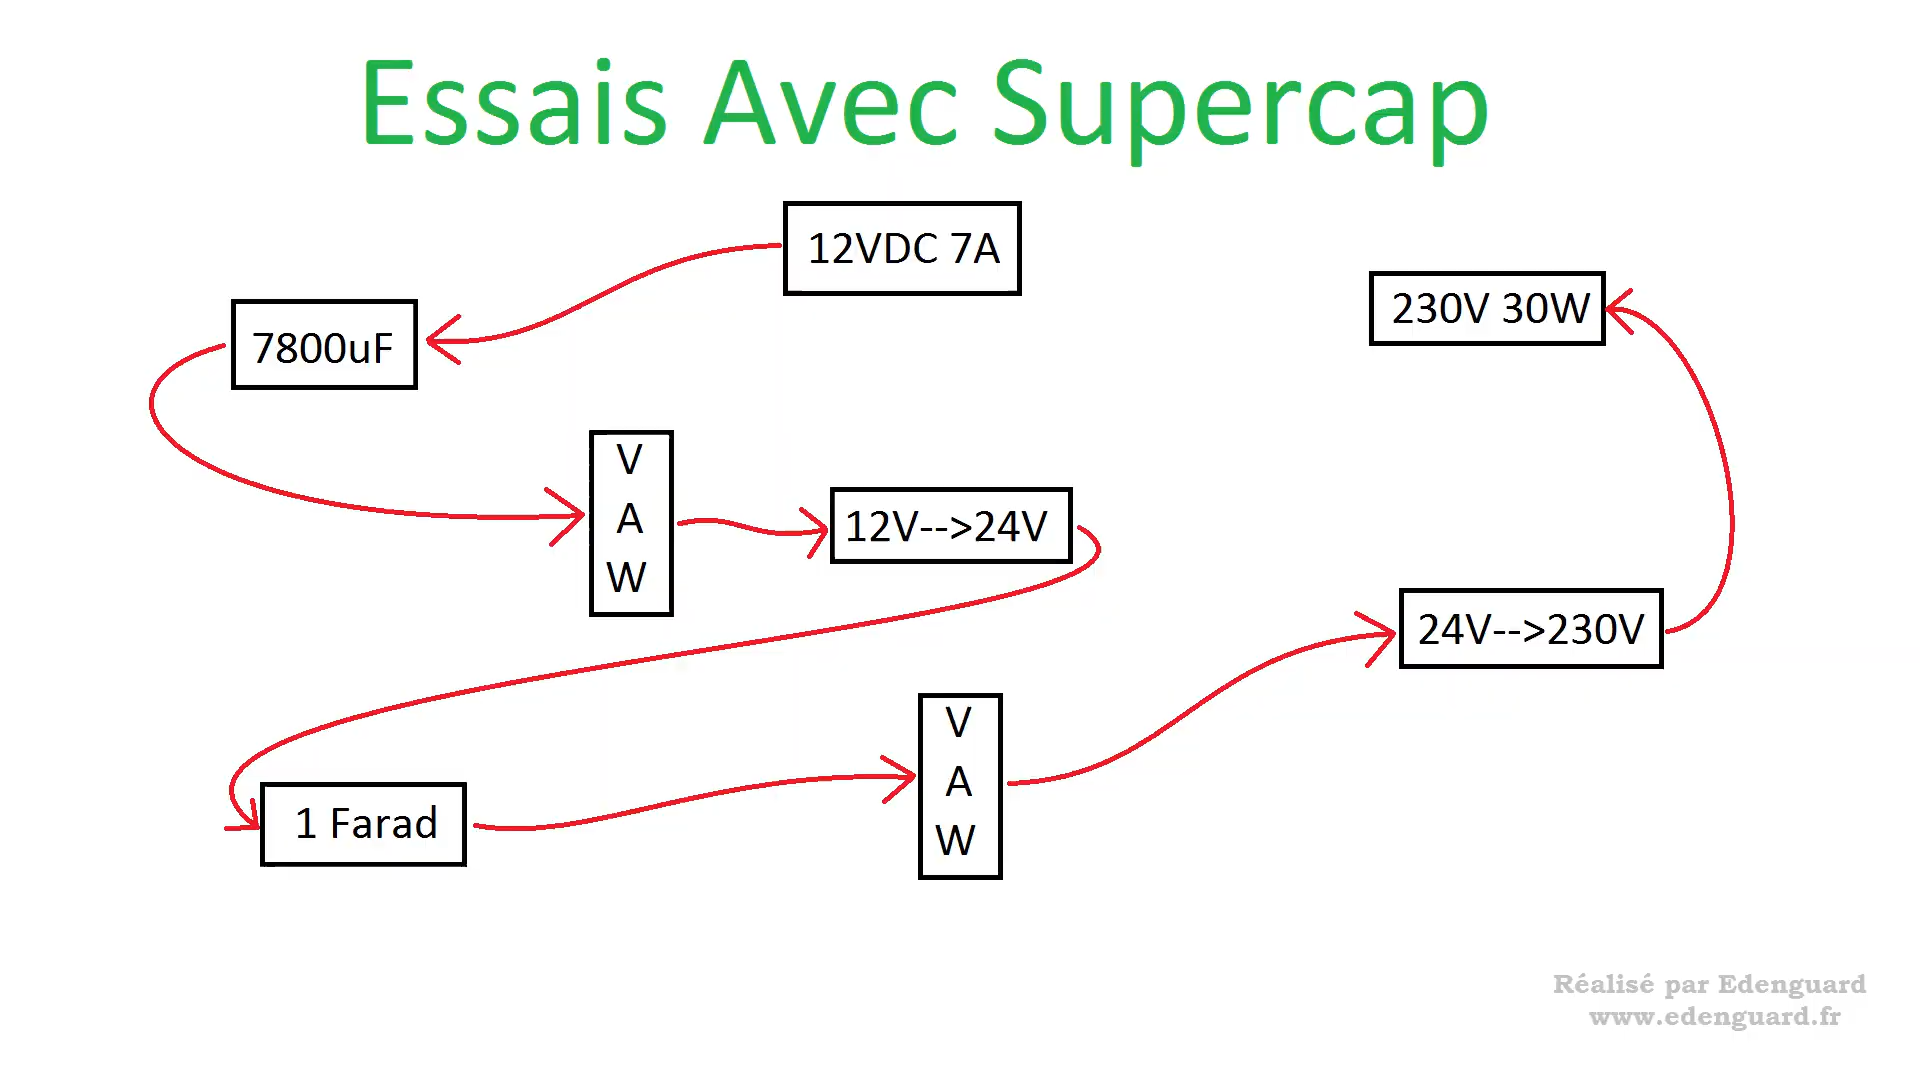 Essais Avec Supercap
12VDC 7A
230V 30W
7800uF
V
A
W
12V-->24V
24V-->230V
1 Farad
V
A
W
Réalisé par Edenguard
www.edenguard.fr